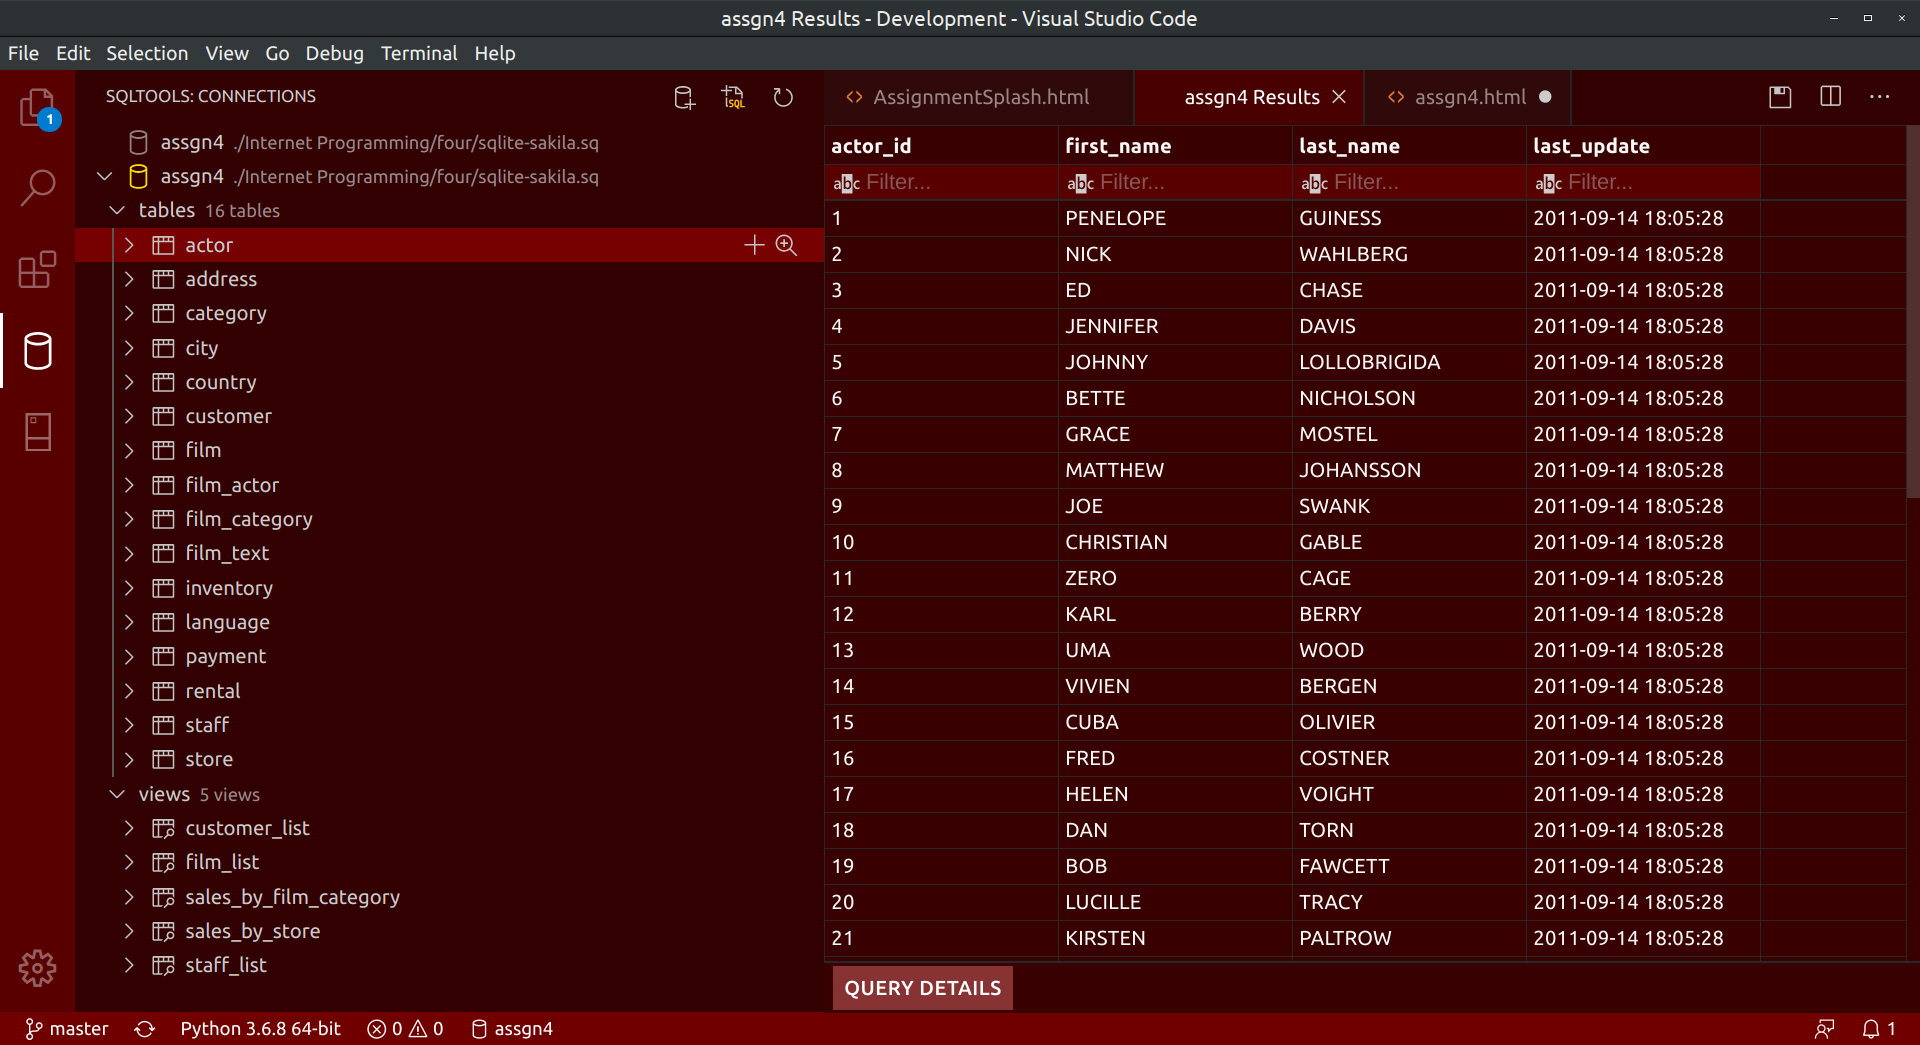 assgn4 Results - Development - Visual Studio Code
File Edit Selection View Go Debug Terminal Help
1
SQLTOOLS: CONNECTIONS
SQL
assgn4 ./Internet Programming/four/sqlite-sakila.sq
assgn4 ./Internet Programming/four/sqlite-sakila.sq
tables 16 tables
actor
address
category
city
country
customer
film
film_actor
film_category
film_text
inventory
language
payment
rental
staff
store
views 5 views
customer_list
film_list
sales_by_film_category
sales_by_store
staff_list
AssignmentSplash.html assgn4 Results assgn4.html
actor_id first_name last_name last_update
abc Filter... abc Filter... abc Filter... abc Filter...
1 PENELOPE GUINESS 2011-09-14 18:05:28
2 NICK WAHLBERG 2011-09-14 18:05:28
3 ED CHASE 2011-09-14 18:05:28
4 JENNIFER DAVIS 2011-09-14 18:05:28
5 JOHNNY LOLLOBRIGIDA 2011-09-14 18:05:28
6 BETTE NICHOLSON 2011-09-14 18:05:28
7 GRACE MOSTEL 2011-09-14 18:05:28
8 MATTHEW JOHANSSON 2011-09-14 18:05:28
9 JOE SWANK 2011-09-14 18:05:28
10 CHRISTIAN GABLE 2011-09-14 18:05:28
11 ZERO CAGE 2011-09-14 18:05:28
12 KARL BERRY 2011-09-14 18:05:28
13 UMA WOOD 2011-09-14 18:05:28
14 VIVIEN BERGEN 2011-09-14 18:05:28
15 CUBA OLIVIER 2011-09-14 18:05:28
16 FRED COSTNER 2011-09-14 18:05:28
17 HELEN VOIGHT 2011-09-14 18:05:28
18 DAN TORN 2011-09-14 18:05:28
19 BOB FAWCETT 2011-09-14 18:05:28
20 LUCILLE TRACY 2011-09-14 18:05:28
21 KIRSTEN PALTROW 2011-09-14 18:05:28
QUERY DETAILS
master Python 3.6.8 64-bit 0 0 assgn4 1